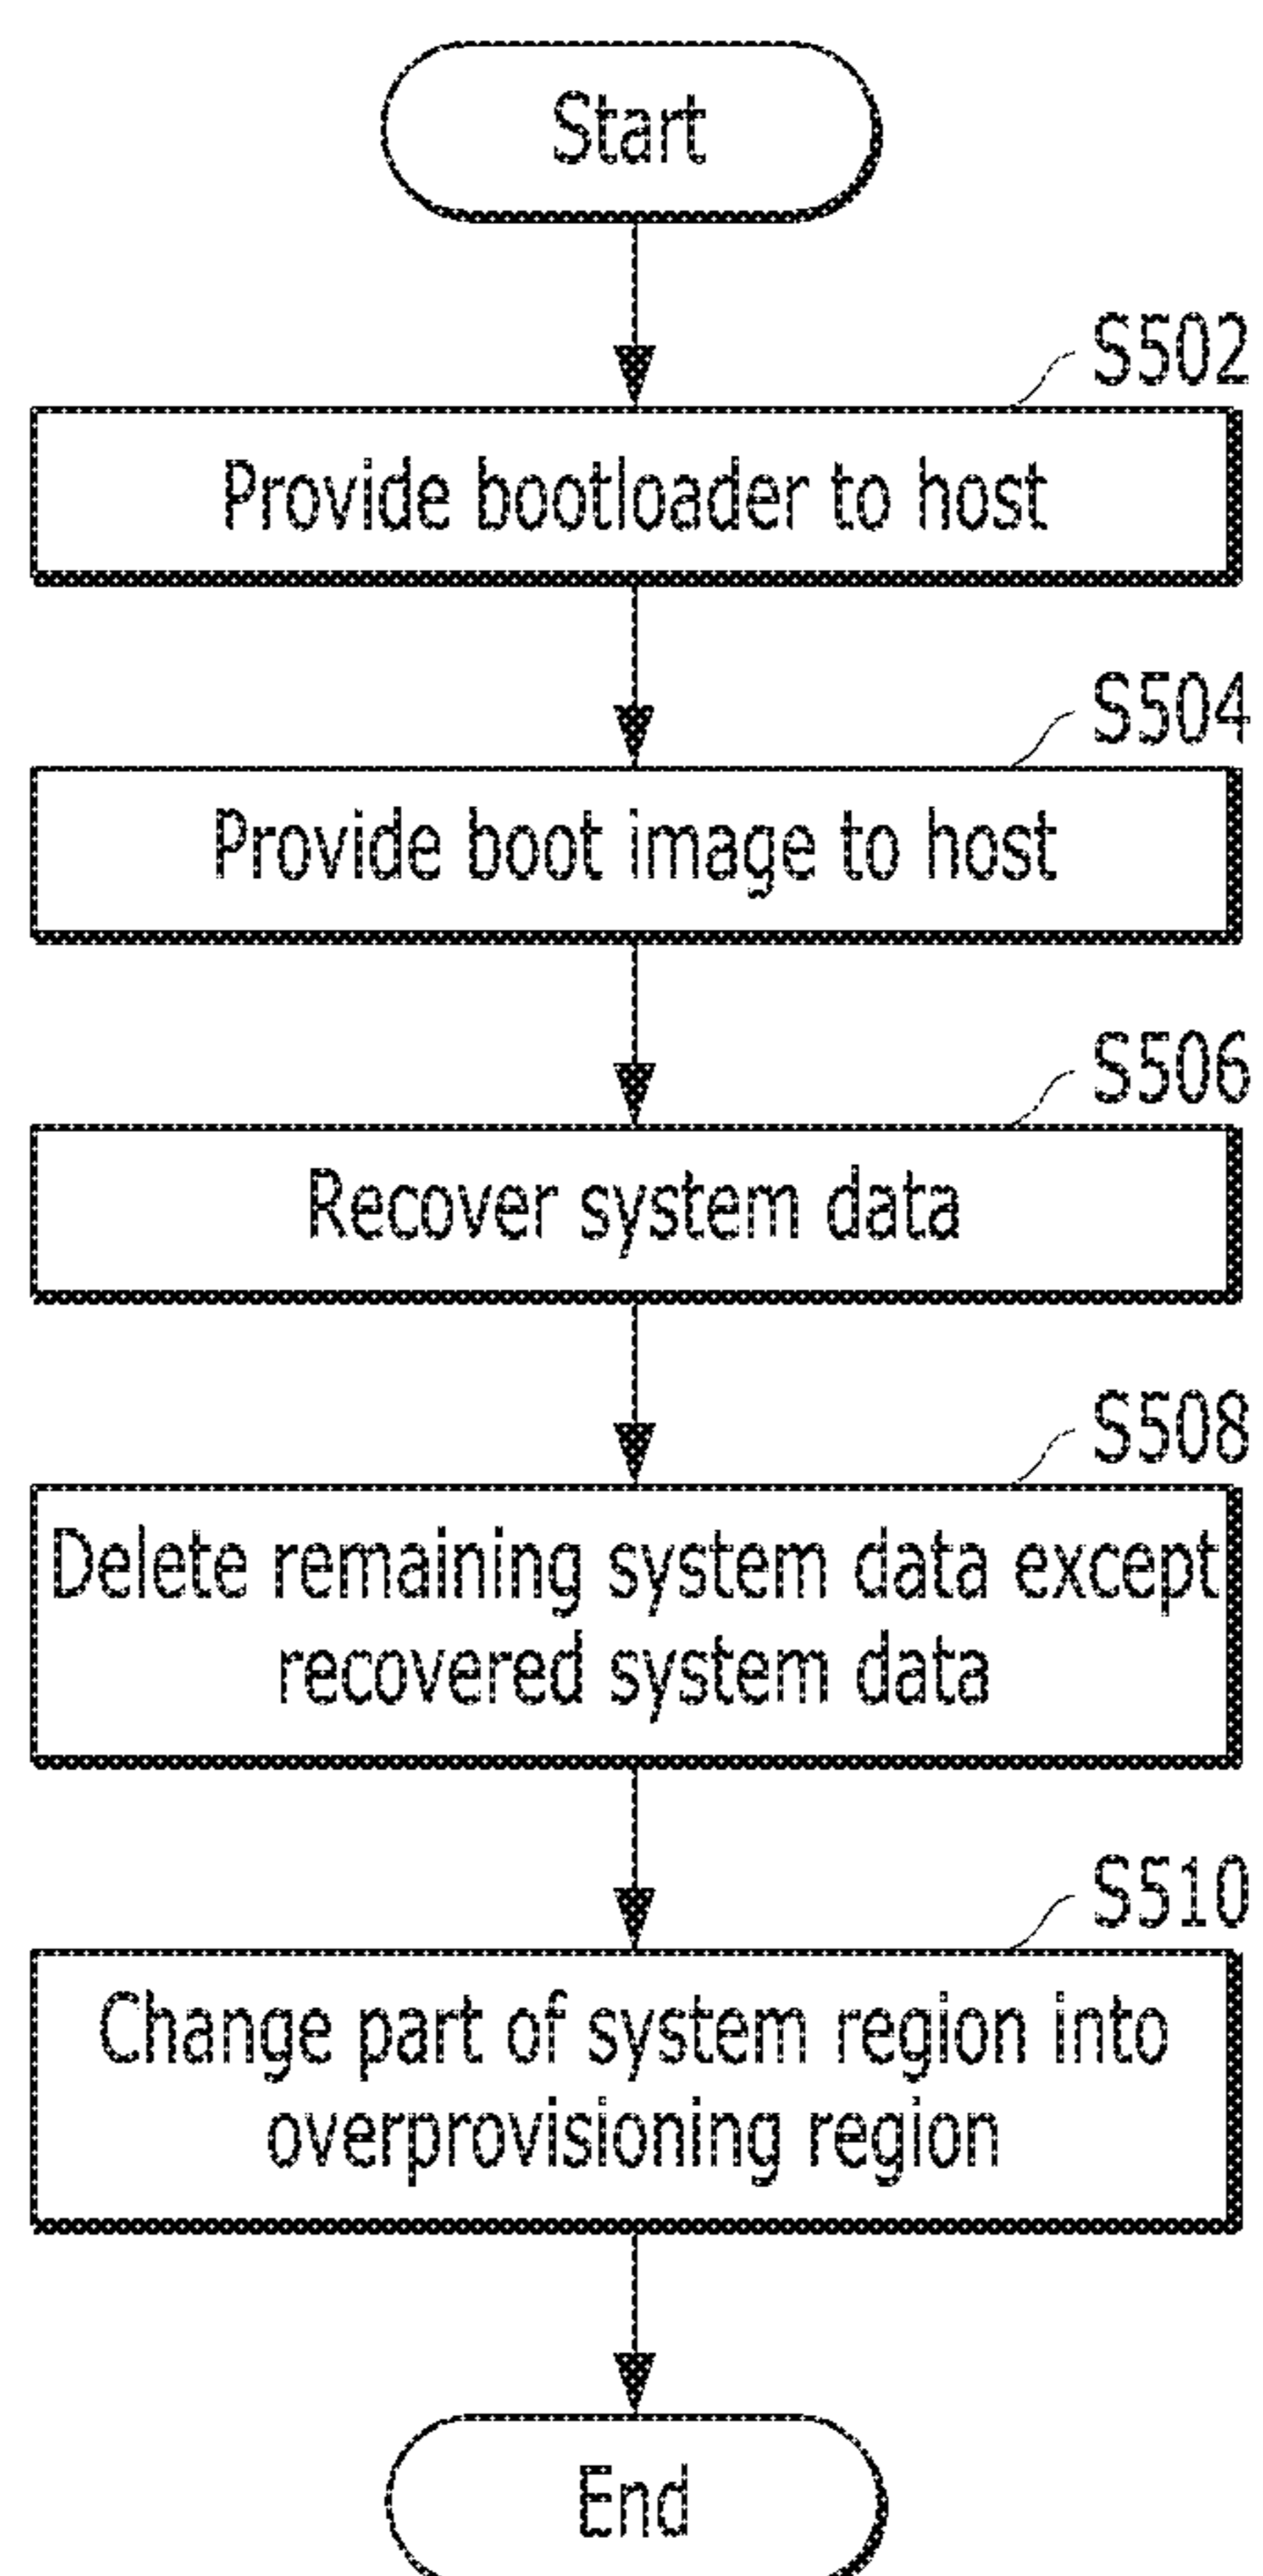 Start
S502
Provide bootloader to host
S504
Provide boot image to host
S506
Recover system data
S508
Delete remaining system data except
recovered system data
S510
Change part of system region into
overprovisioning region
End